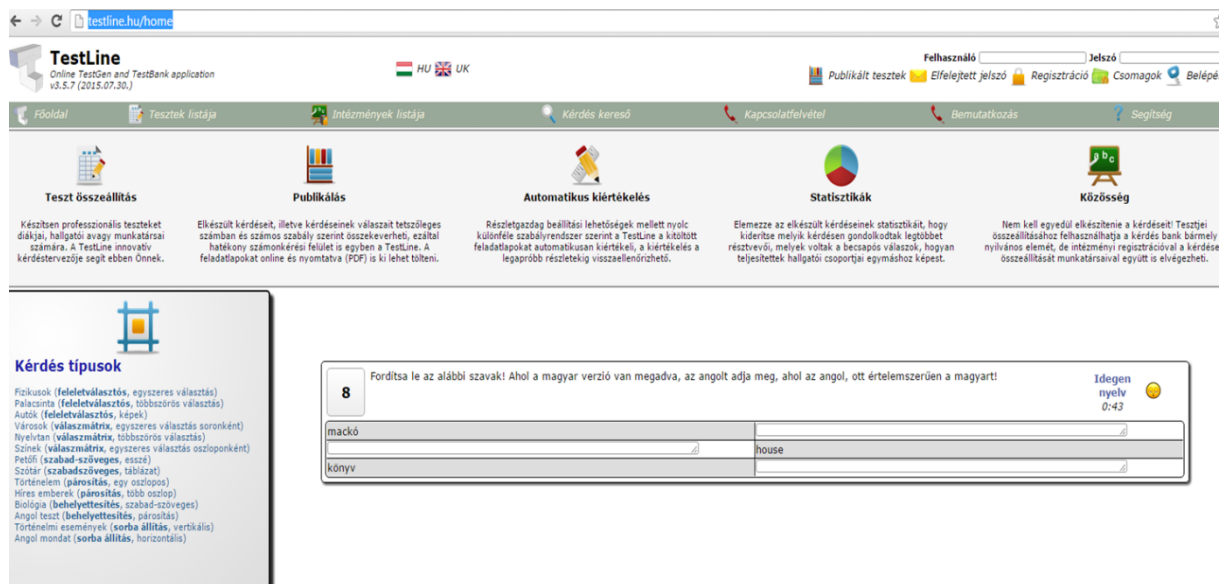 testline.hu/home
TestLine
Online TestGen and TestBank application
v3.5.7 (2015.07.30.)
HU UK
Felhasználó Jelszó
Publikált tesztek Elfelejtett jelszó Regisztráció Csomagok Belépé
Főoldal Tesztek listája Intézmények listája Kérdés kereső Kapcsolatfelvétel Bemutatkozás Segítség
Teszt összeállítás
Készítsen professionális teszteket
diákjai, hallgatói avagy munkatársai
számára. A TestLine innovatív
kérdéstervezője segít ebben Önnek.
Publikálás
Elkészült kérdéseit, illetve kérdéseinek válaszait tetszőleges
számban és számos szabály szerint összekeverheti, ezáltal
hatékony számonkérési felület is egyben a TestLine. A
feladatlapokat online és nyomtatva (PDF) is ki lehet tölteni.
Automatikus kiértékelés
Részletgazdag beállítási lehetőségek mellett nyolc
különféle szabályrendszer szerint a TestLine a kitöltött
feladatlapokat automatikusan kiértékeli, a kiértékelés a
legapróbb részletekig visszaellenőrizhető.
Statisztikák
Elemezze az elkészült kérdéseinek statisztikáit, hogy
kiderítse melyik kérdésen gondolkodtak legtöbbet
résztvevői, melyek voltak a becsapós válaszok, hogyan
teljesítettek hallgatói csoportjai egymáshoz képest.
Közösség
Nem kell egyedül elkészítenie a kérdéseit! Tesztjei
összeállításához felhasználhatja a kérdés bank bármely
nyilvános elemét, de intézményi regisztrációval a kérdése
összeállítását munkatársaival együtt is elvégezheti.
Kérdés típusok
Fizikusok (feleletválasztós, egyszeres választás)
Palacsinta (feleletválasztós, többszörös választás)
Autók (feleletválasztós, képek)
Városok (válaszmátrix, egyszeres választás soronként)
Nyelvtan (válaszmátrix, többszörös választás)
Színek (válaszmátrix, egyszeres választás oszloponként)
Petőfi (szabad-szöveges, esszé)
Szótár (szabadszöveges, táblázat)
Történelem (párosítás, egy oszlopos)
Híres emberek (párosítás, több oszlop)
Biológia (behelyettesítés, szabad-szöveges)
Angol teszt (behelyettesítés, párosítás)
Történelmi események (sorba állítás, vertikális)
Angol mondat (sorba állítás, horizontális)
8
Fordítsa le az alábbi szavak! Ahol a magyar verzió van megadva, az angolt adja meg, ahol az angol, ott értelemszerűen a magyart!
Idegen
nyelv
0:43
mackó
house
könyv